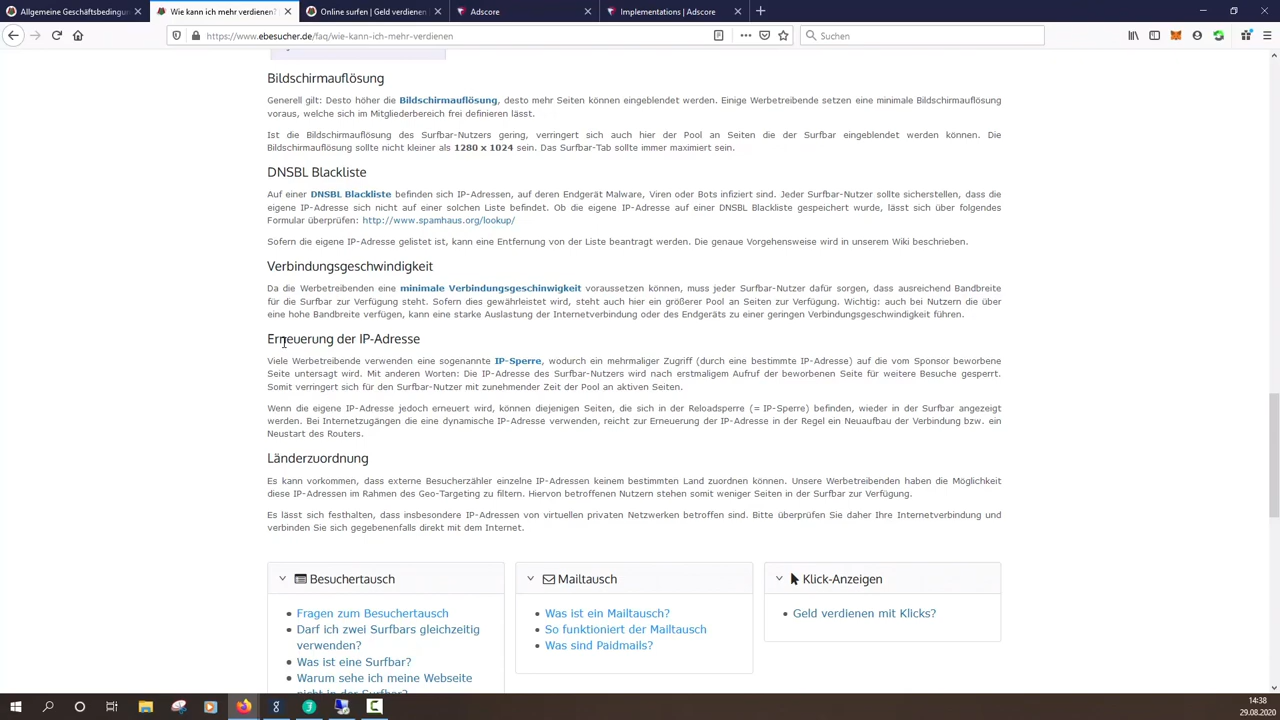 Allgemeine Geschäftsbedingun
Wie kann ich mehr verdienen?
Online surfen | Geld verdienen
Adscore
Implementations | Adscore
https://www.ebesucher.de/faq/wie-kann-ich-mehr-verdienen
Suchen
Bildschirmauflösung
Generell gilt: Desto höher die Bildschirmauflösung, desto mehr Seiten können eingeblendet werden. Einige Werbetreibende setzen eine minimale Bildschirmauflösung
voraus, welche sich im Mitgliederbereich frei definieren lässt.
Ist die Bildschirmauflösung des Surfbar-Nutzers gering, verringert sich auch hier der Pool an Seiten die der Surfbar eingeblendet werden können. Die
Bildschirmauflösung sollte nicht kleiner als 1280 x 1024 sein. Das Surfbar-Tab sollte immer maximiert sein.
DNSBL Blackliste
Auf einer DNSBL Blackliste befinden sich IP-Adressen, auf deren Endgerät Malware, Viren oder Bots infiziert sind. Jeder Surfbar-Nutzer sollte sicherstellen, dass die
eigene IP-Adresse sich nicht auf einer solchen Liste befindet. Ob die eigene IP-Adresse auf einer DNSBL Blackliste gespeichert wurde, lässt sich über folgendes
Formular überprüfen: http://www.spamhaus.org/lookup/
Sofern die eigene IP-Adresse gelistet ist, kann eine Entfernung von der Liste beantragt werden. Die genaue Vorgehensweise wird in unserem Wiki beschrieben.
Verbindungsgeschwindigkeit
Da die Werbetreibenden eine minimale Verbindungsgeschinwigkeit voraussetzen können, muss jeder Surfbar-Nutzer dafür sorgen, dass ausreichend Bandbreite
für die Surfbar zur Verfügung steht. Sofern dies gewährleistet wird, steht auch hier ein größerer Pool an Seiten zur Verfügung. Wichtig: auch bei Nutzern die über
eine hohe Bandbreite verfügen, kann eine starke Auslastung der Internetverbindung oder des Endgeräts zu einer geringen Verbindungsgeschwindigkeit führen.
Erneuerung der IP-Adresse
Viele Werbetreibende verwenden eine sogenannte IP-Sperre, wodurch ein mehrmaliger Zugriff (durch eine bestimmte IP-Adresse) auf die vom Sponsor beworbene
Seite untersagt wird. Mit anderen Worten: Die IP-Adresse des Surfbar-Nutzers wird nach erstmaligem Aufruf der beworbenen Seite für weitere Besuche gesperrt.
Somit verringert sich für den Surfbar-Nutzer mit zunehmender Zeit der Pool an aktiven Seiten.
Wenn die eigene IP-Adresse jedoch erneuert wird, können diejenigen Seiten, die sich in der Reloadsperre (= IP-Sperre) befinden, wieder in der Surfbar angezeigt
werden. Bei Internetzugängen die eine dynamische IP-Adresse verwenden, reicht zur Erneuerung der IP-Adresse in der Regel ein Neuaufbau der Verbindung bzw. ein
Neustart des Routers.
Länderzuordnung
Es kann vorkommen, dass externe Besucherzähler einzelne IP-Adressen keinem bestimmten Land zuordnen können. Unsere Werbetreibenden haben die Möglichkeit
diese IP-Adressen im Rahmen des Geo-Targeting zu filtern. Hiervon betroffenen Nutzern stehen somit weniger Seiten in der Surfbar zur Verfügung.
Es lässt sich festhalten, dass insbesondere IP-Adressen von virtuellen privaten Netzwerken betroffen sind. Bitte überprüfen Sie daher Ihre Internetverbindung und
verbinden Sie sich gegebenenfalls direkt mit dem Internet.
Besuchertausch
Fragen zum Besuchertausch
Darf ich zwei Surfbars gleichzeitig
verwenden?
Was ist eine Surfbar?
Warum sehe ich meine Webseite
nicht in der Surfbar?
Mailtausch
Was ist ein Mailtausch?
So funktioniert der Mailtausch
Was sind Paidmails?
Klick-Anzeigen
Geld verdienen mit Klicks?
14:38
29.08.2020